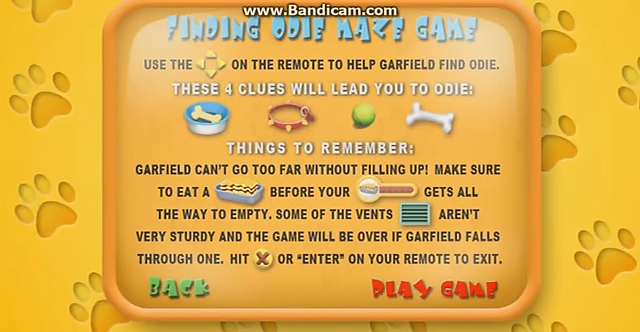 www.Bandicam.com
FINDING ODIE MAZE GAME
USE THE ON THE REMOTE TO HELP GARFIELD FIND ODIE.
THESE 4 CLUES WILL LEAD YOU TO ODIE:
THINGS TO REMEMBER:
GARFIELD CAN'T GO TOO FAR WITHOUT FILLING UP! MAKE SURE
TO EAT A BEFORE YOUR GETS ALL
THE WAY TO EMPTY. SOME OF THE VENTS AREN'T
VERY STURDY AND THE GAME WILL BE OVER IF GARFIELD FALLS
THROUGH ONE. HIT X OR "ENTER" ON YOUR REMOTE TO EXIT.
BACK PLAY GAME